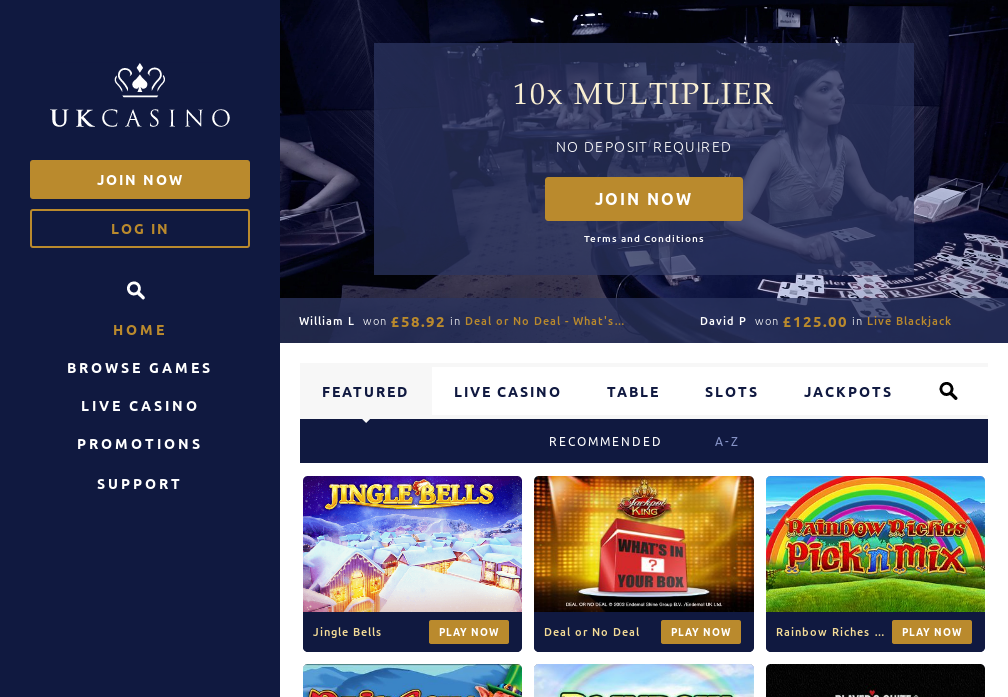 UKCASINO
JOIN NOW
LOG IN
HOME
BROWSE GAMES
LIVE CASINO
PROMOTIONS
SUPPORT
10x MULTIPLIER
NO DEPOSIT REQUIRED
JOIN NOW
Terms and Conditions
William L won £58.92 in Deal or No Deal - What's...
David P won £125.00 in Live Blackjack
FEATURED
LIVE CASINO
TABLE
SLOTS
JACKPOTS
RECOMMENDED
A-Z
JINGLE BELLS
Jingle Bells
PLAY NOW
JACKPOT
KING
WHAT'S IN
?
YOUR BOX
DEAL OR NO DEAL © 2003 Endemol Shine Group B.V. /Endemol UK Ltd.
Deal or No Deal
PLAY NOW
Rainbow Riches
Pick'n'mix
Rainbow Riches ...
PLAY NOW